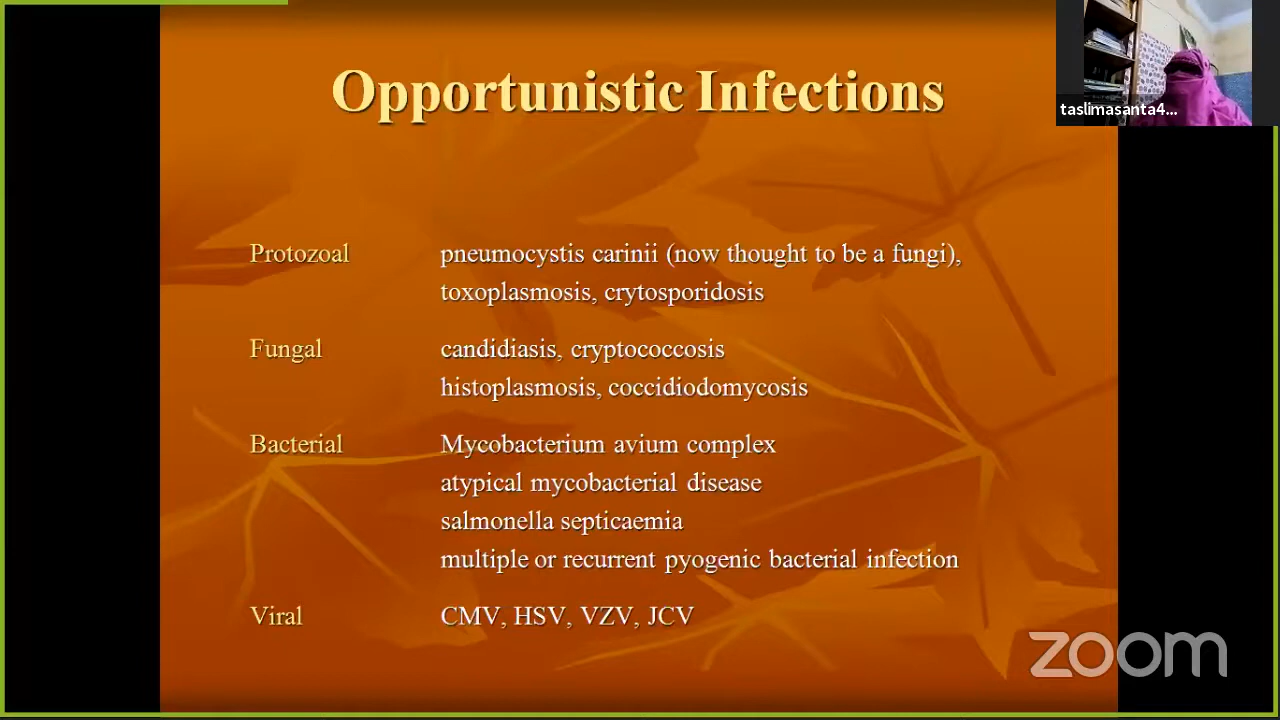 Opportunistic Infections
taslimasanta4...
Protozoal pneumocystis carinii (now thought to be a fungi),
toxoplasmosis, crytosporidosis
Fungal candidiasis, cryptococcosis
histoplasmosis, coccidiodomycosis
Bacterial Mycobacterium avium complex
atypical mycobacterial disease
salmonella septicaemia
multiple or recurrent pyogenic bacterial infection
Viral CMV, HSV, VZV, JCV
zoom